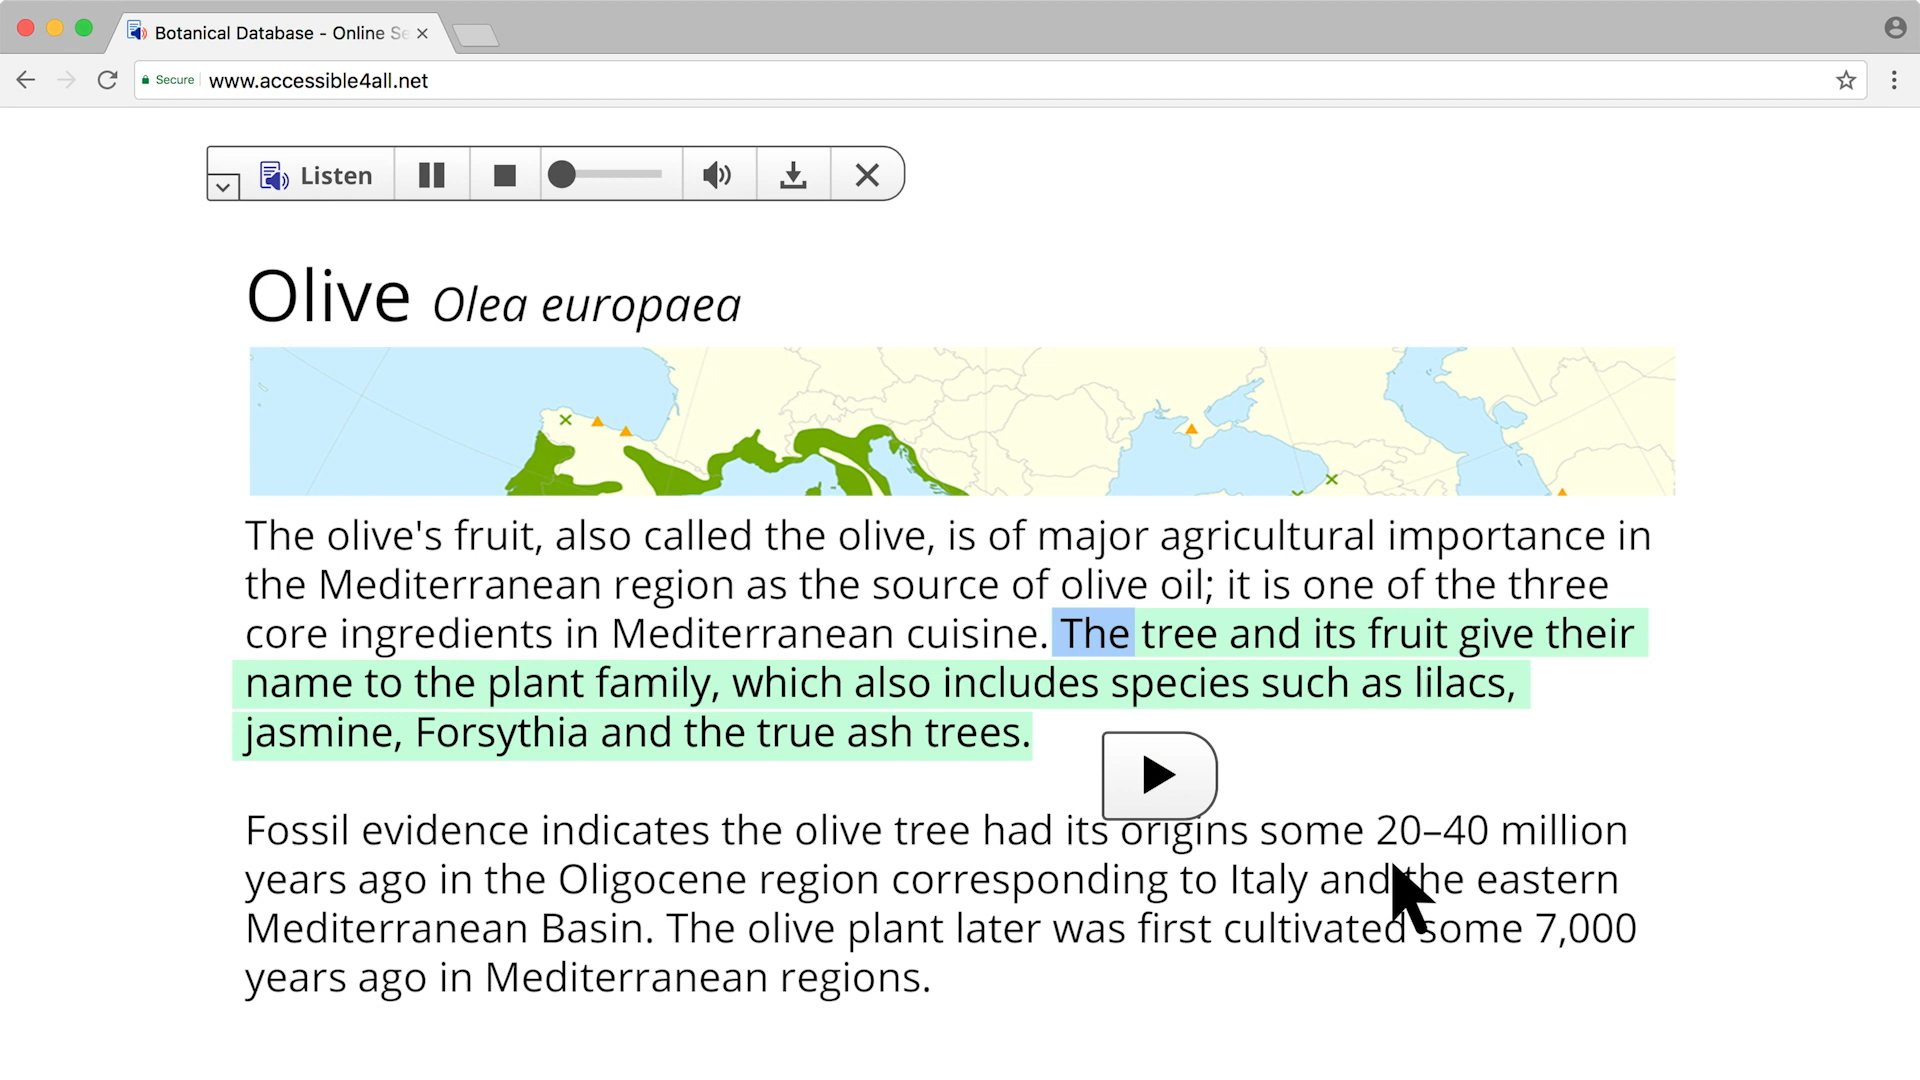 Botanical Database - Online Se
Secure
www.accessible4all.net
Listen
Olive Olea europaea
The olive's fruit, also called the olive, is of major agricultural importance in
the Mediterranean region as the source of olive oil; it is one of the three
core ingredients in Mediterranean cuisine. The tree and its fruit give their
name to the plant family, which also includes species such as lilacs,
jasmine, Forsythia and the true ash trees.
Fossil evidence indicates the olive tree had its origins some 20–40 million
years ago in the Oligocene region corresponding to Italy and the eastern
Mediterranean Basin. The olive plant later was first cultivated some 7,000
years ago in Mediterranean regions.